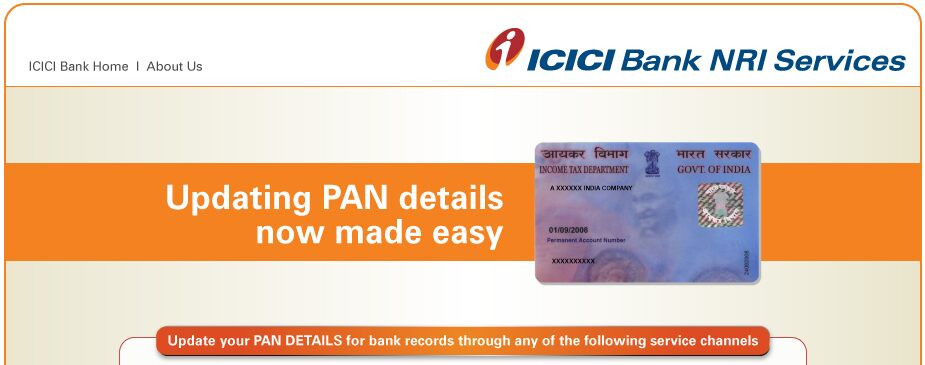 ICICI Bank Home I About Us
i ICICI Bank NRI Services
Updating PAN details
now made easy
आयकर विभाग
INCOME TAX DEPARTMENT
भारत सरकार
GOVT. OF INDIA
A XXXXXX INDIA COMPANY
01/09/2006
Permanent Account Number
XXXXXXXXXX
Update your PAN DETAILS for bank records through any of the following service channels